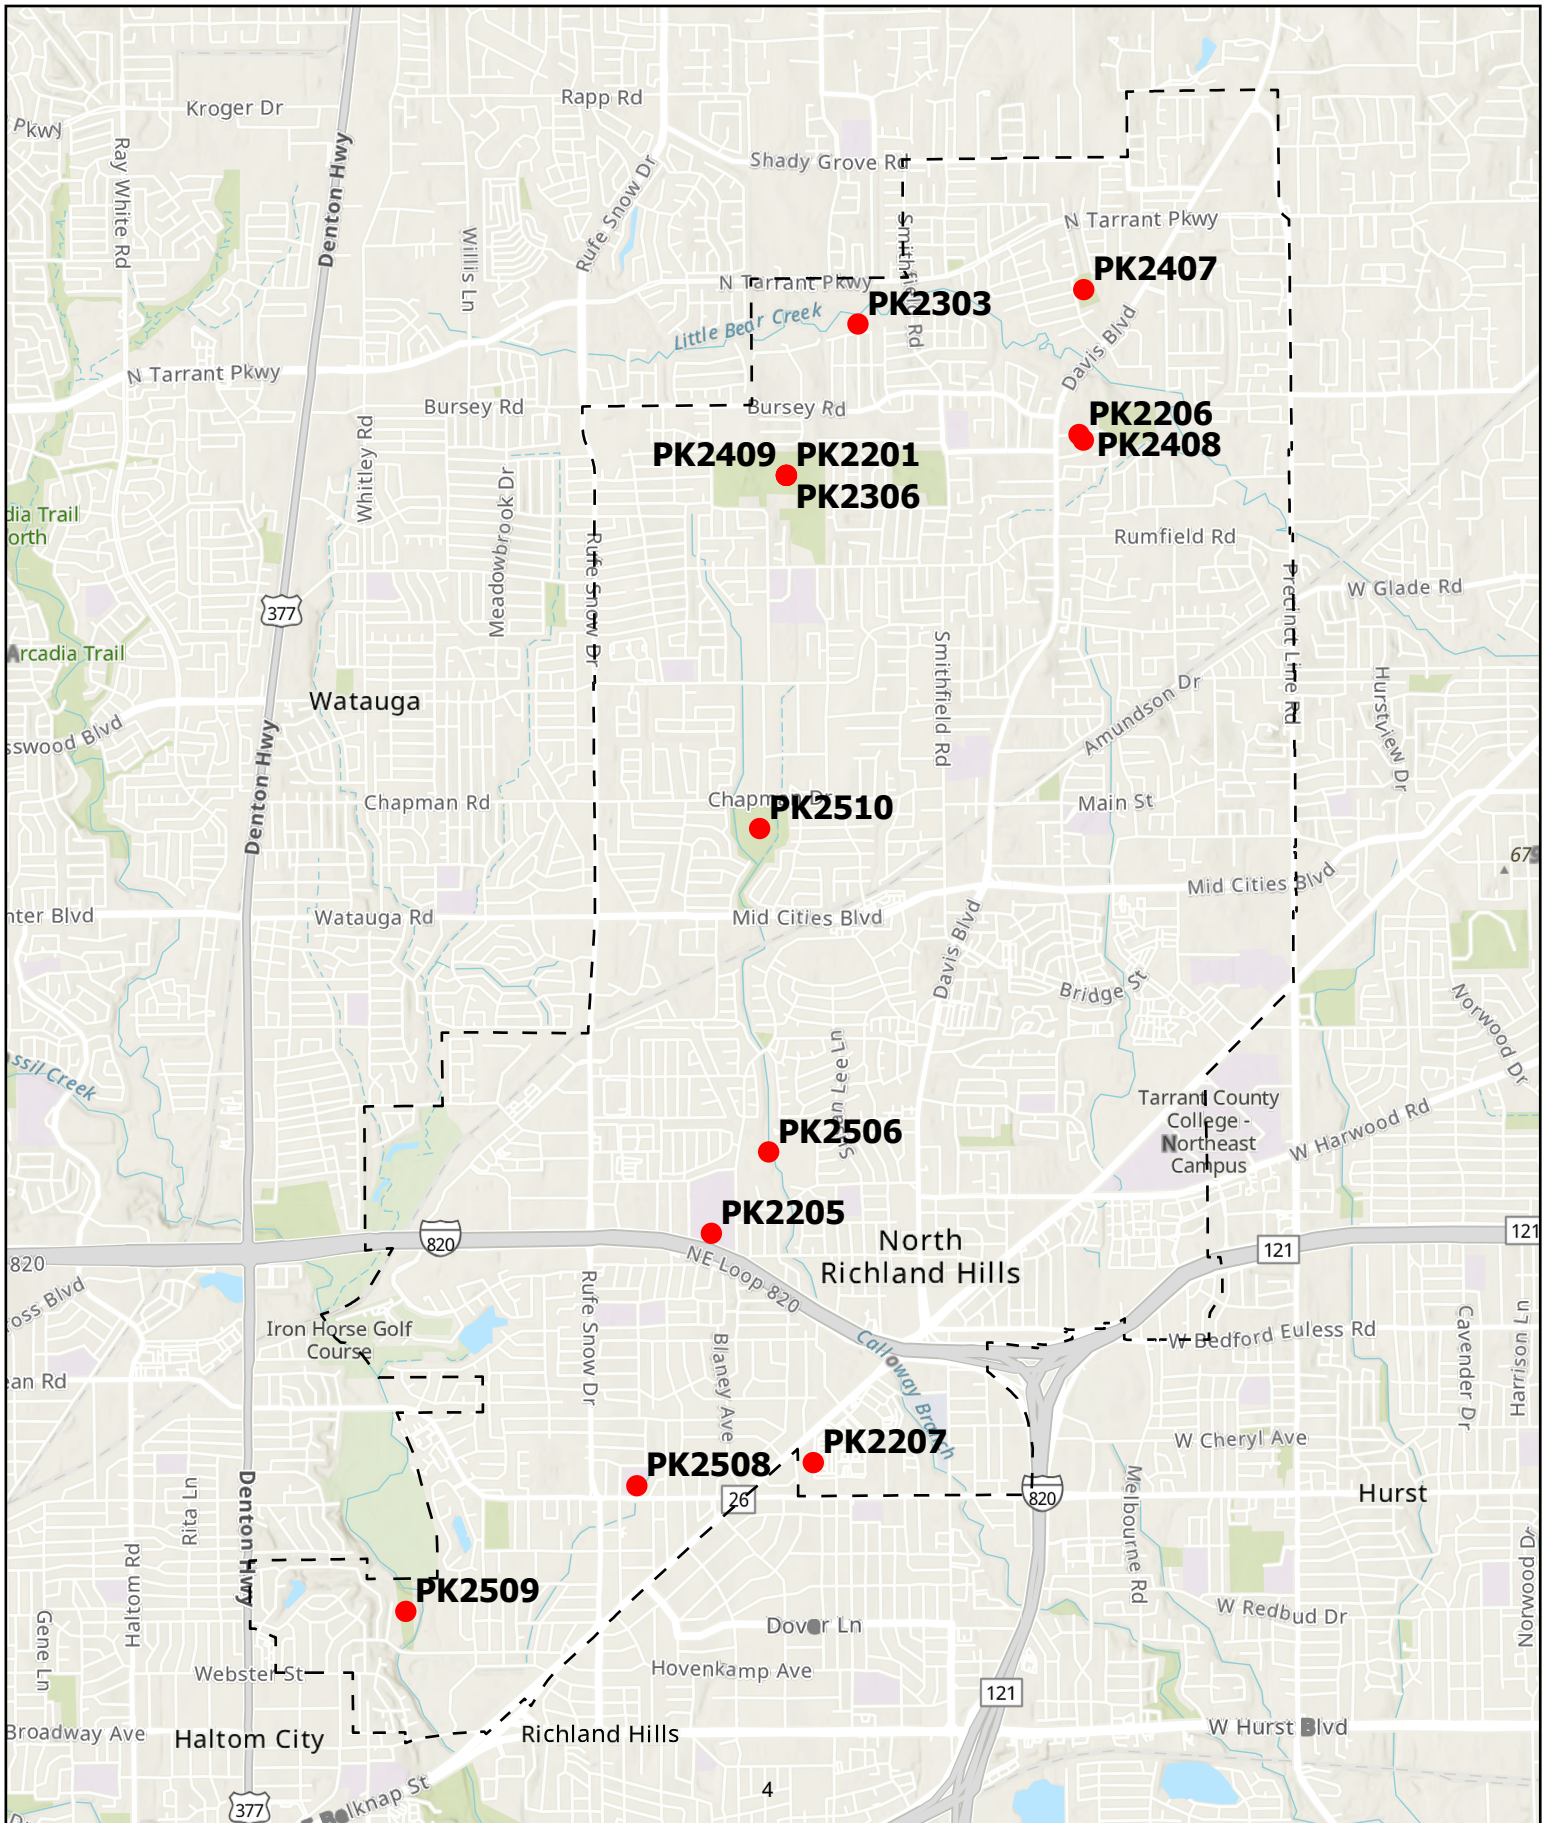 Kroger Dr
Rapp Rd
Pkwy
Ray White Rd
Denton Hwy
Shady Grove Rd
Rufe Snow Dr
Willis Ln
Smithfield Rd
N Tarrant Pkwy
N Tarrant Pkwy
PK2407
PK2303
Little Bear Creek
Davis Blvd
N Tarrant Pkwy
Bursey Rd
Bursey Rd
PK2206
PK2408
Whitley Rd
PK2409
PK2201
PK2306
Meadowbrook Dr
dia Trail
orth
Rumfield Rd
Rufe Snow Dr
Precinct Line Rd
W Glade Rd
377
Arcadia Trail
Smithfield Rd
Watauga
Amundson Dr
Hurstview Dr
sswood Blvd
Denton Hwy
Chapman Rd
Chapman Dr
PK2510
Main St
Mid Cities Blvd
nter Blvd
Watauga Rd
Mid Cities Blvd
Davis Blvd
Bridge St
Norwood Dr
ssil Creek
Tarrant County
College -
Northeast
Campus
W Harwood Rd
PK2506
PK2205
North
Richland Hills
820
820
121
121
NE Loop 820
ross Blvd
Iron Horse Golf
Course
Rufe Snow Dr
Blaney Ave
Calloway Branch
W Bedford Euless Rd
Cavender Dr
Harrison Ln
ean Rd
W Cheryl Ave
PK2207
PK2508
26
820
Hurst
Rita Ln
Denton Hwy
Haltom Rd
Melbourne Rd
Norwood Dr
PK2509
Gene Ln
Dover Ln
W Redbud Dr
Webster St
Hovenkamp Ave
121
Broadway Ave
Haltom City
Richland Hills
W Hurst Blvd
4
377
Belknap St